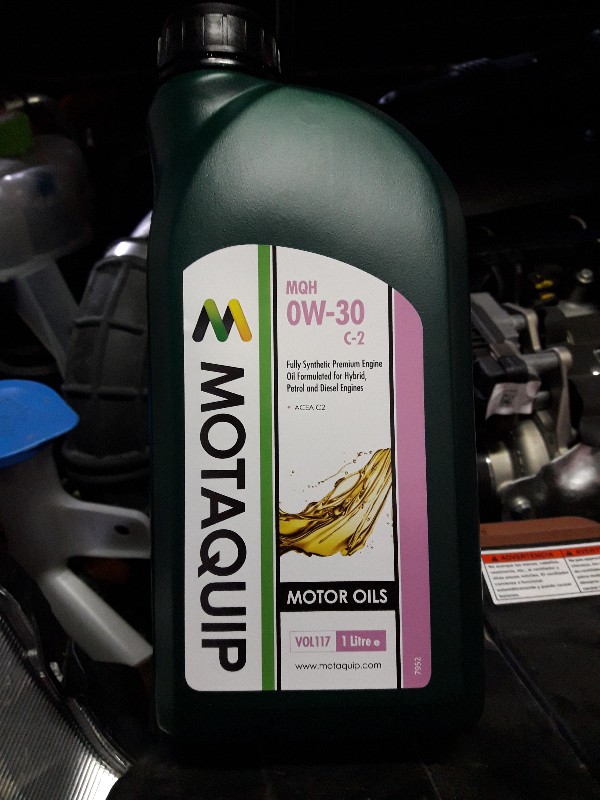 MQH
0W-30
C-2
Fully Synthetic Premium Engine
Oil Formulated for Hybrid,
Petrol and Diesel Engines
• ACEA C2
MOTAQUIP
MOTOR OILS
VOL117 1 Litre e
www.motaquip.com
7952
ADVERTENCIA